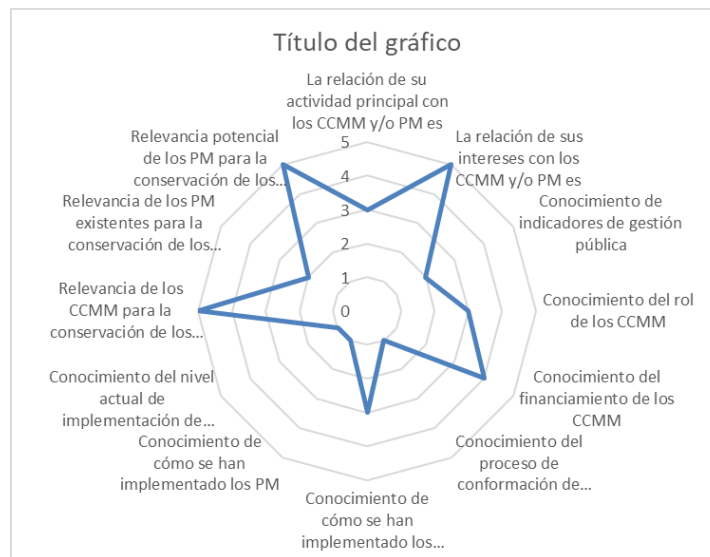 Título del gráfico
La relación de su
actividad principal con
los CCMM y/o PM es
La relación de sus
intereses con los
CCMM y/o PM es
Conocimiento de
indicadores de gestión
pública
Conocimiento del rol
de los CCMM
Conocimiento del
financiamiento de los
CCMM
Conocimiento del
proceso de
conformación de...
Conocimiento de
cómo se han
implementado los...
Conocimiento de
cómo se han
implementado los PM
Conocimiento del nivel
actual de
implementación de...
Relevancia de los
CCMM para la
conservación de los...
Relevancia de los PM
existentes para la
conservación de los...
Relevancia potencial
de los PM para la
conservación de los...
5
4
3
2
1
0